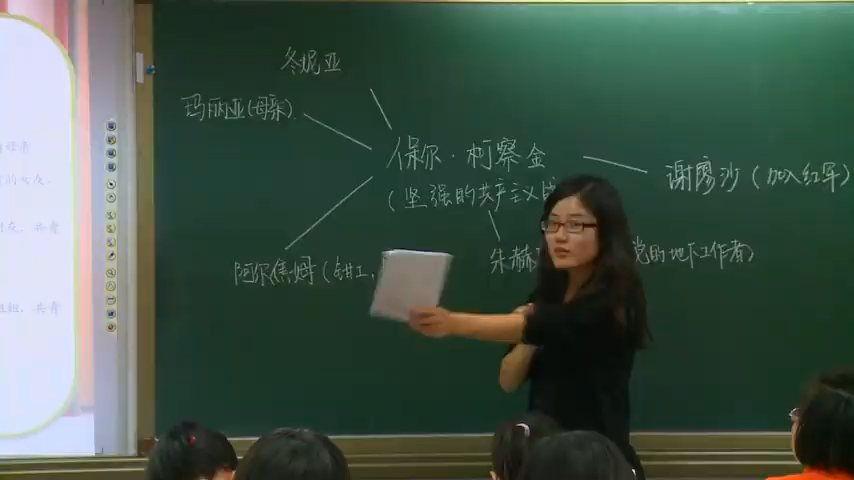 冬妮亚
玛丽亚(母亲)
保尔·柯察金
谢廖沙(加入红军)
(坚强的共产主义战
朱赫 党的地下工作者)
阿尔焦姆(钳工,